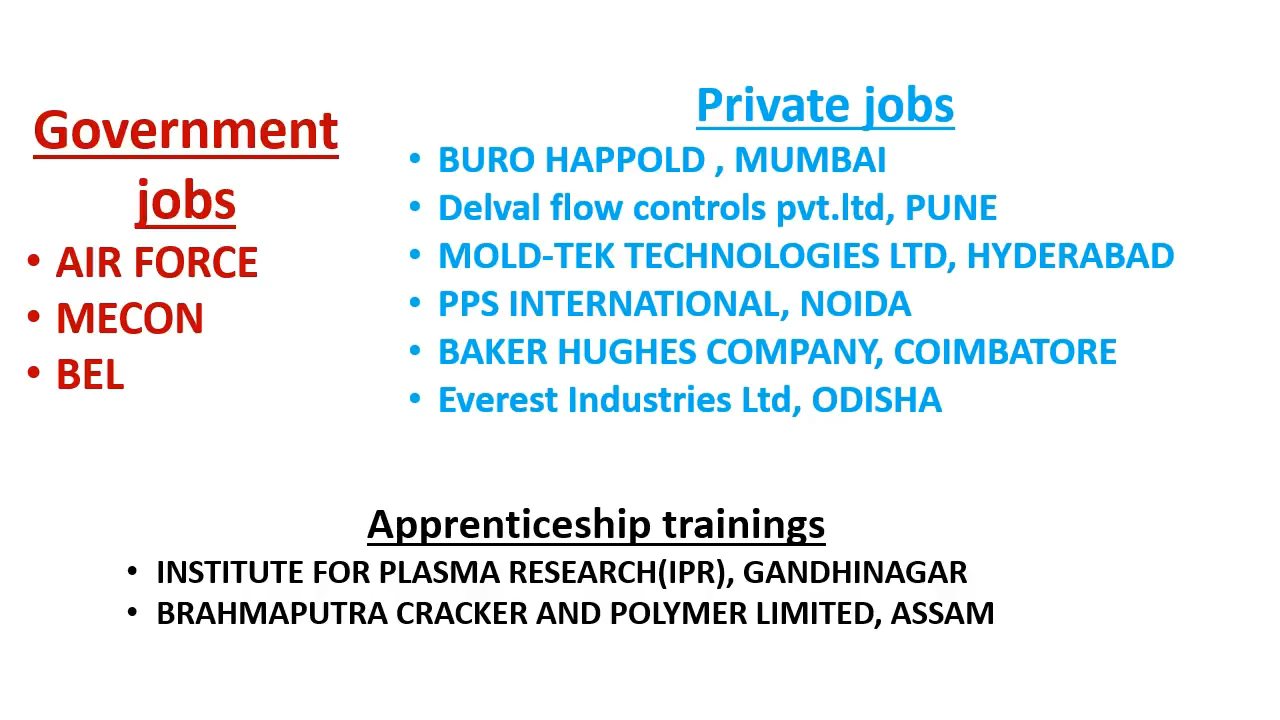 Government
jobs
• AIR FORCE
• MECON
• BEL
Private jobs
• BURO HAPPOLD , MUMBAI
• Delval flow controls pvt.ltd, PUNE
• MOLD-TEK TECHNOLOGIES LTD, HYDERABAD
• PPS INTERNATIONAL, NOIDA
• BAKER HUGHES COMPANY, COIMBATORE
• Everest Industries Ltd, ODISHA
Apprenticeship trainings
• INSTITUTE FOR PLASMA RESEARCH(IPR), GANDHINAGAR
• BRAHMAPUTRA CRACKER AND POLYMER LIMITED, ASSAM